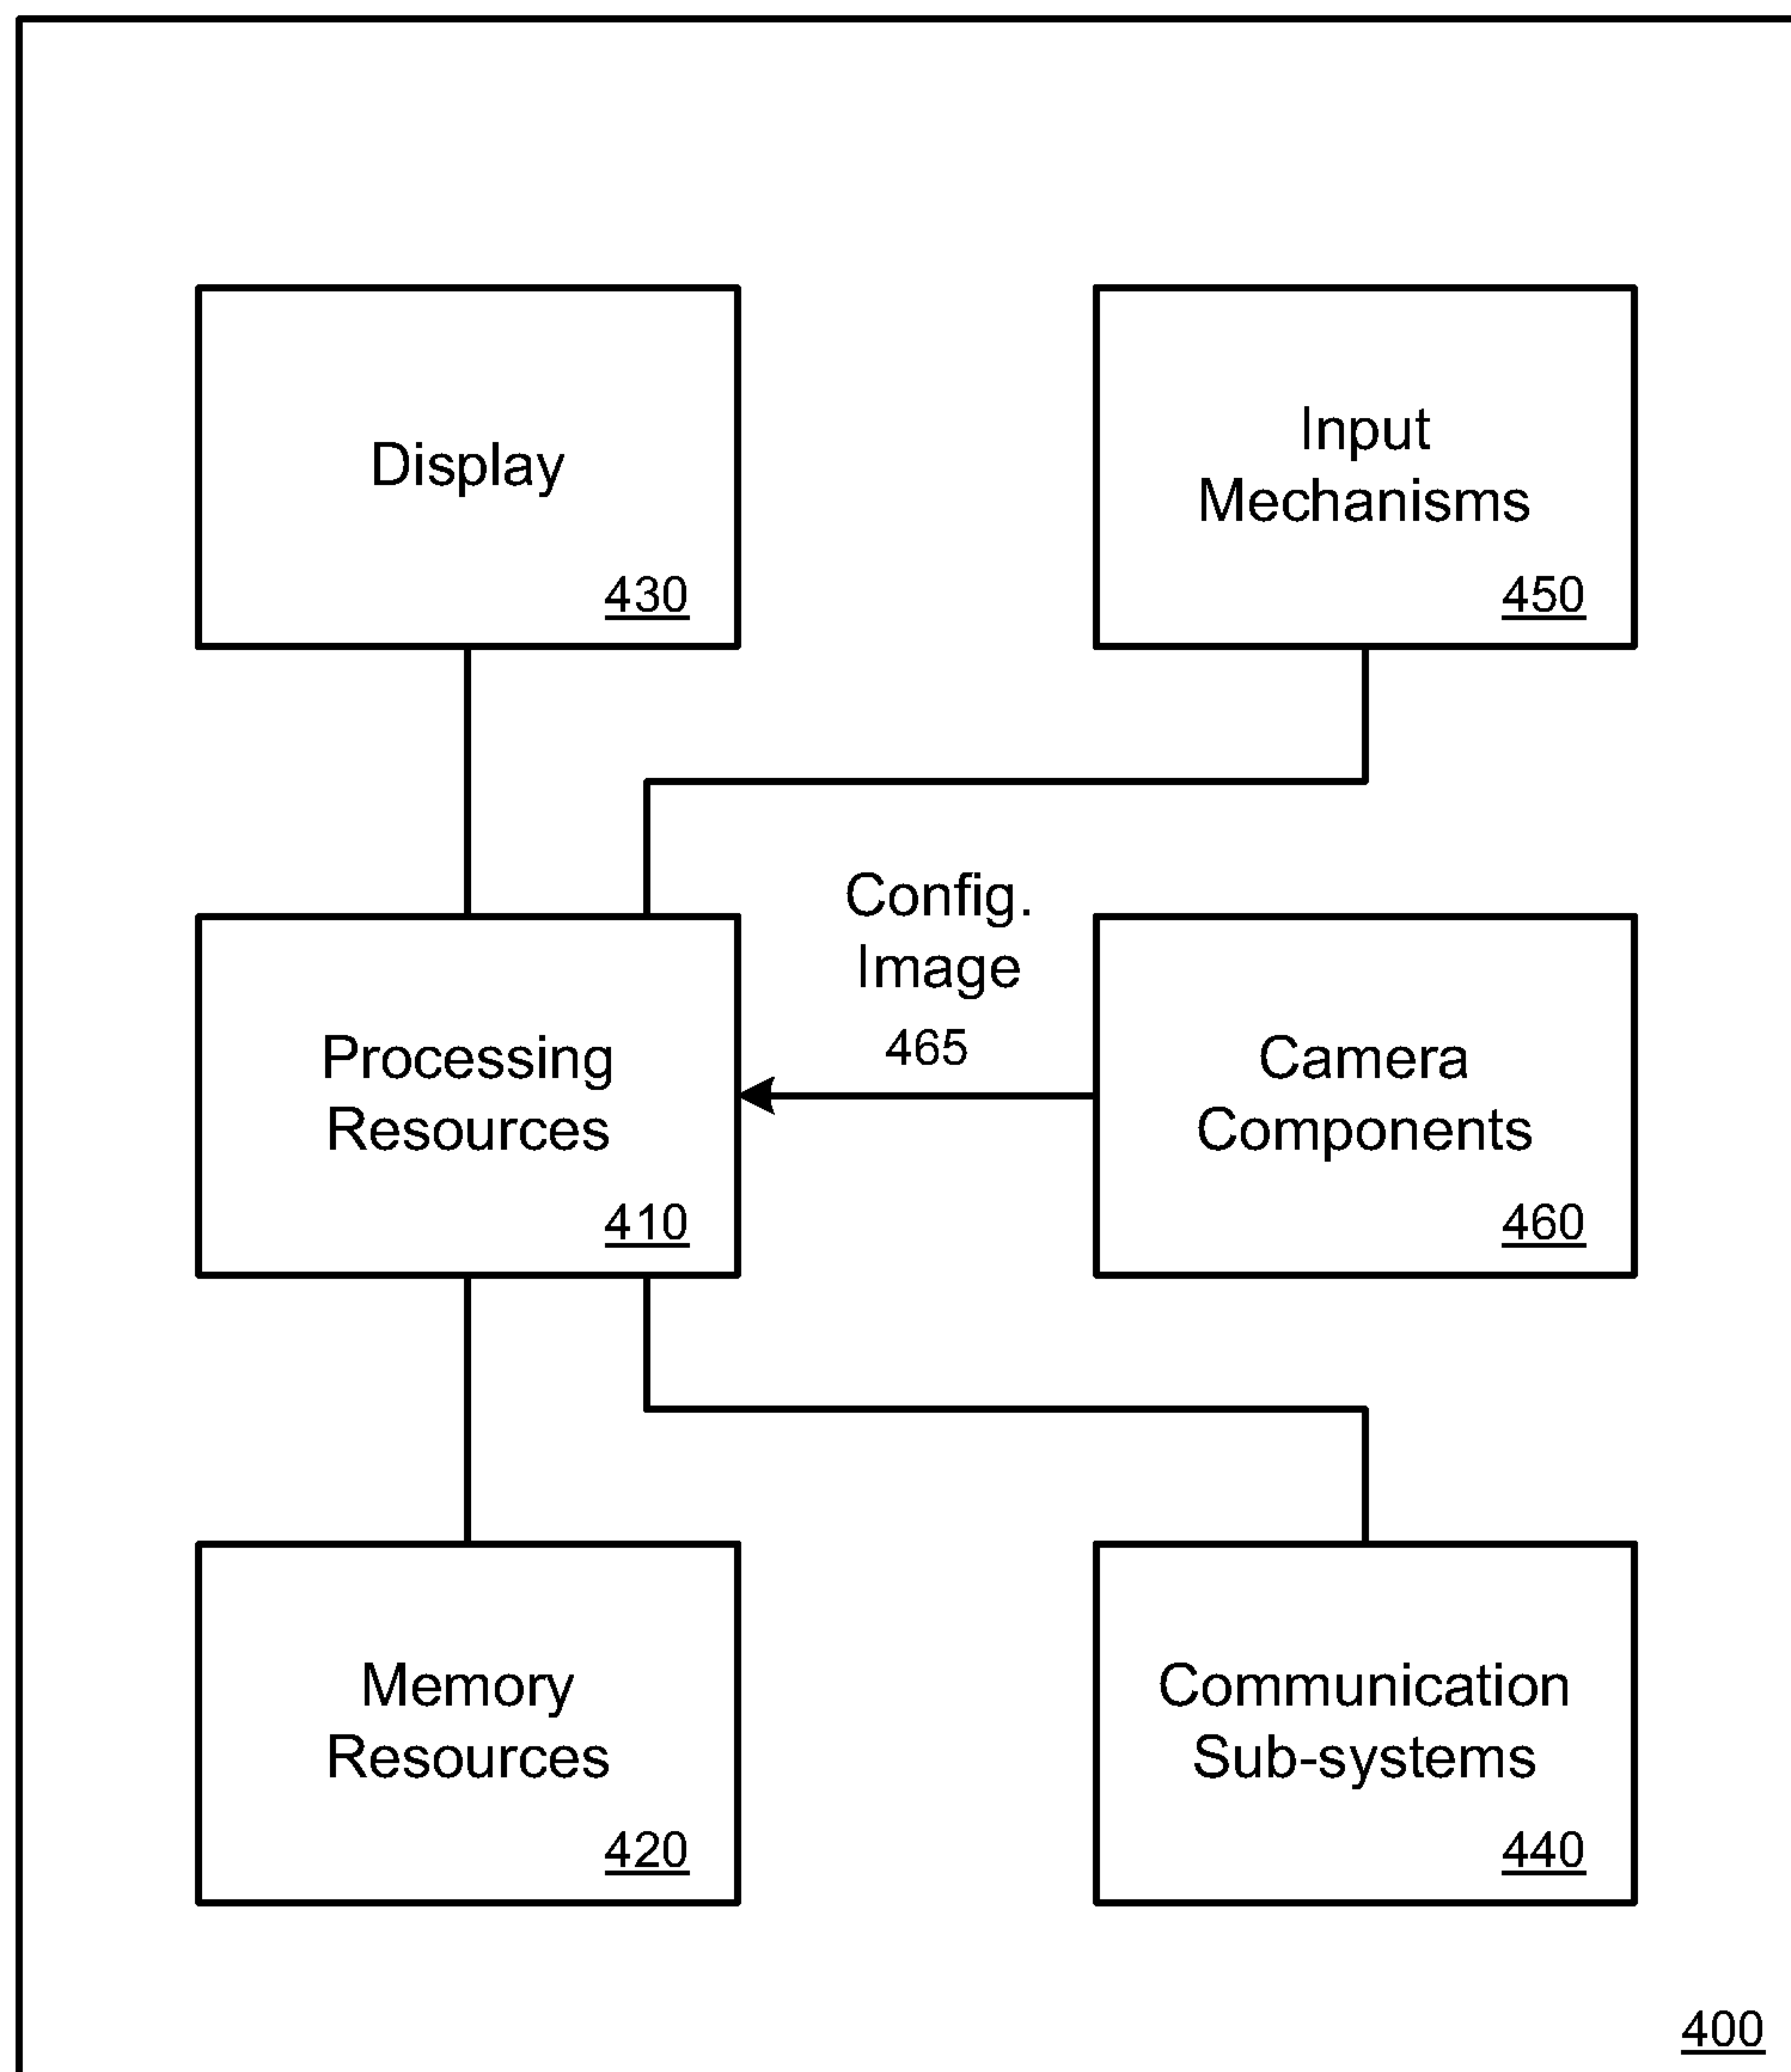 Display
430
Input
Mechanisms
450
Config.
Image
465
Processing
Resources
410
Camera
Components
460
Memory
Resources
420
Communication
Sub-systems
440
400